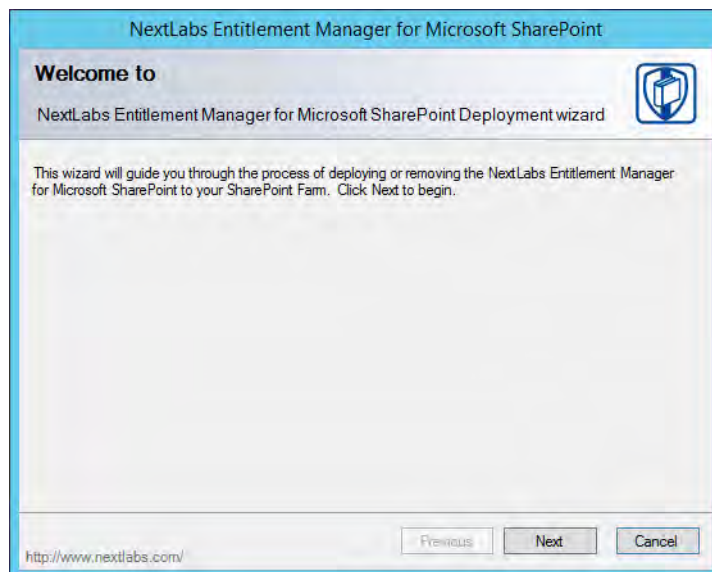 NextLabs Entitlement Manager for Microsoft SharePoint
Welcome to
NextLabs Entitlement Manager for Microsoft SharePoint Deployment wizard
This wizard will guide you through the process of deploying or removing the NextLabs Entitlement Manager
for Microsoft SharePoint to your SharePoint Farm. Click Next to begin.
Previous Next Cancel
http://www.nextlabs.com/